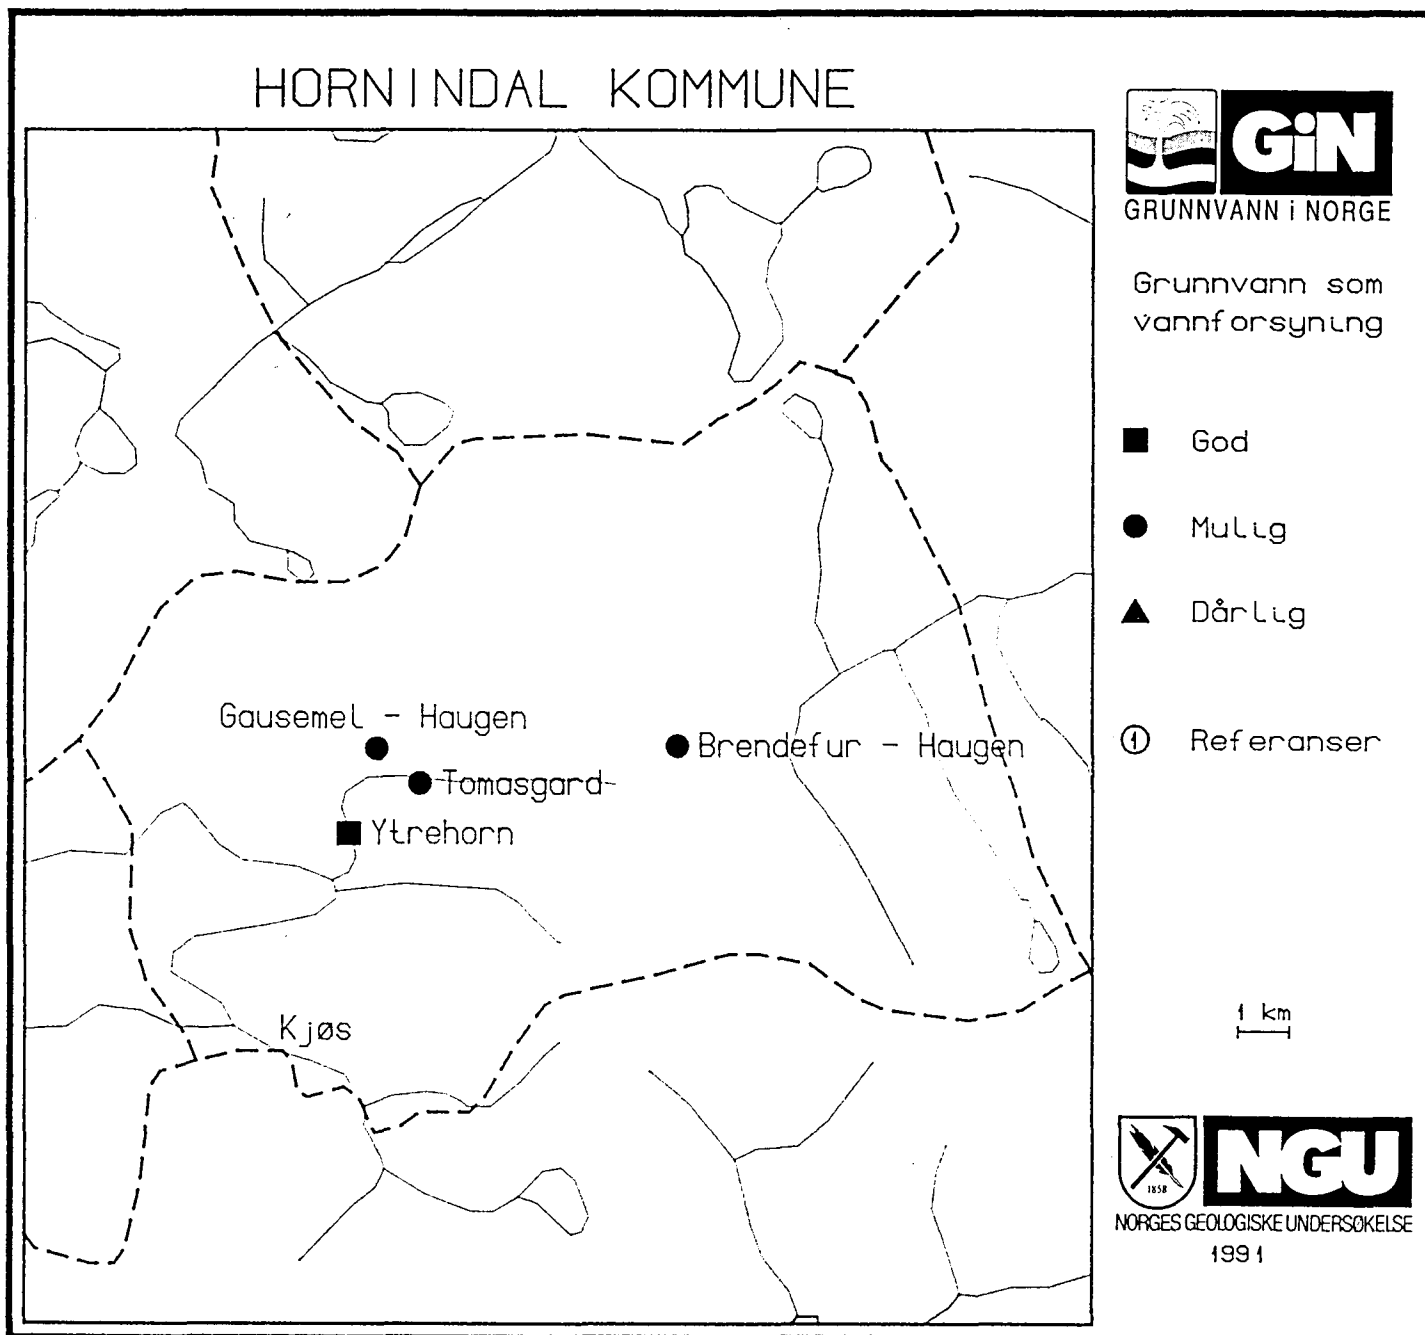 HORNINDAL KOMMUNE
GiN
GRUNNVANN i NORGE
Grunnvann som
vannforsyning
God
Mulig
Dårlig
1 Referanser
Gausemel - Haugen
Brendefur - Haugen
Tomasgard
Ytrehorn
Kjøs
1 km
1858
NGU
NORGES GEOLOGISKE UNDERSØKELSE
1991